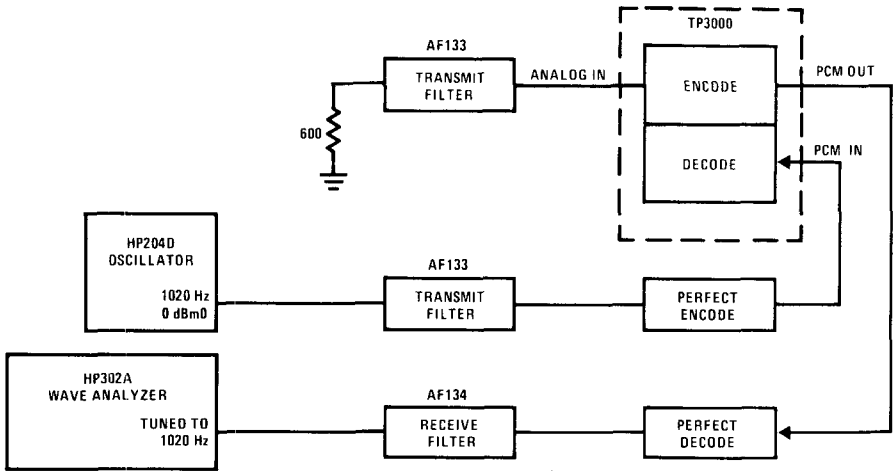 TP3000
AF133
TRANSMIT
FILTER
ANALOG IN
ENCODE
PCM OUT
600
DECODE
PCM IN
HP204D
OSCILLATOR
1020 Hz
0 dBm0
AF133
TRANSMIT
FILTER
PERFECT
ENCODE
HP302A
WAVE ANALYZER
TUNED TO
1020 Hz
AF134
RECEIVE
FILTER
PERFECT
DECODE